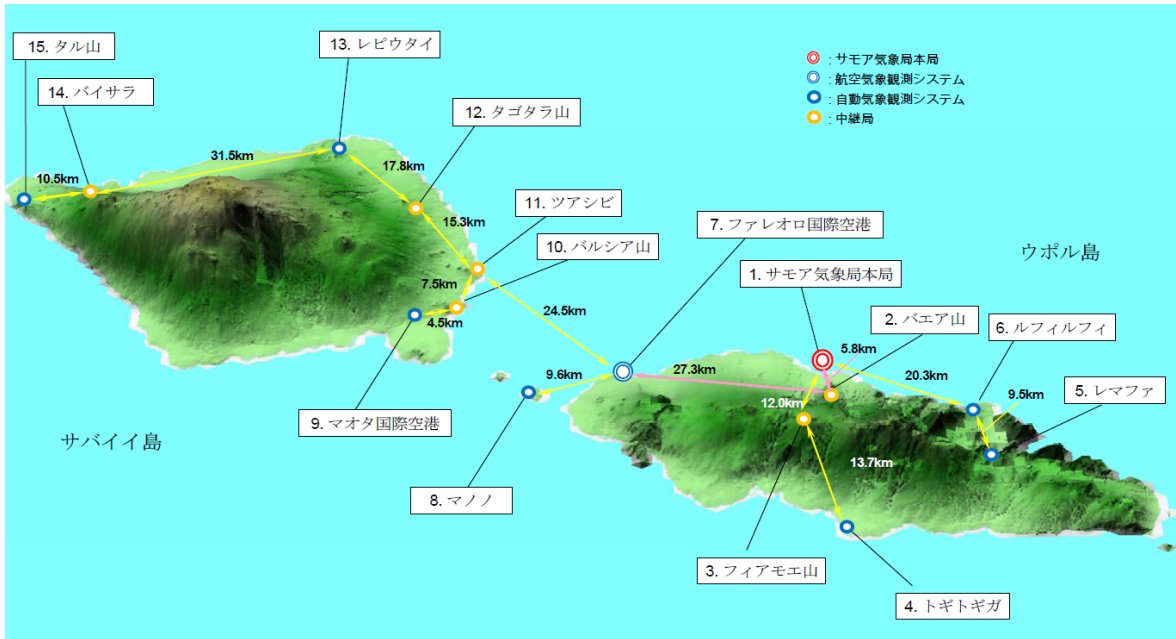 15. タル山
13. レピウタイ
14. バイサラ
12. タゴタラ山
◎ : サモア気象局本局
◎ : 航空気象観測システム
○ : 自動気象観測システム
○ : 中継局
31.5km
17.8km
10.5km
15.3km
11. ツアシビ
7. ファレオロ国際空港
10. バルシア山
ウポル島
1. サモア気象局本局
7.5km
4.5km
24.5km
2. バエア山
6. ルフィルフィ
5.8km
27.3km
20.3km
9.6km
12.0km
9.5km
5. レマファ
9. マオタ国際空港
サバイイ島
13.7km
8. マノノ
3. フィアモエ山
4. トギトギガ